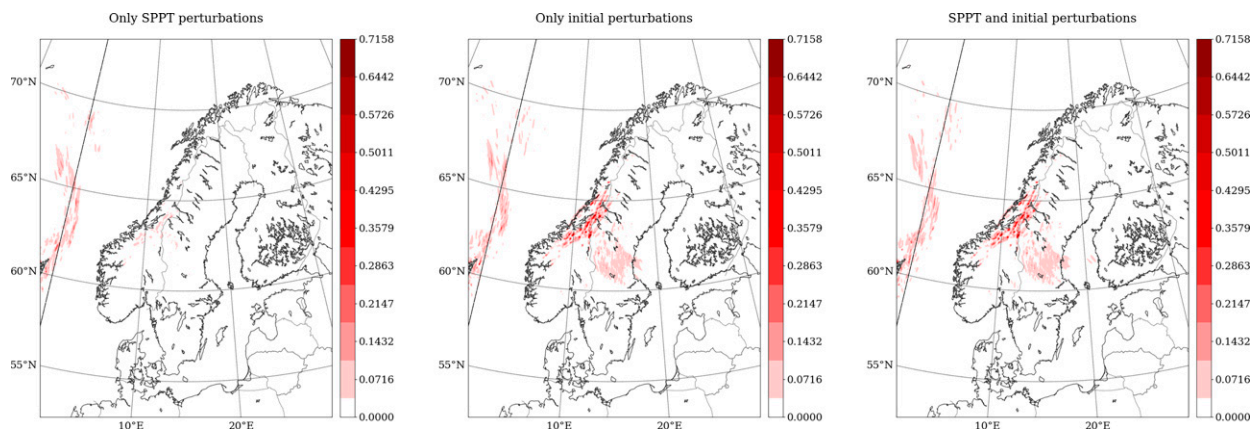 Only SPPT perturbations
70°N
65°N
60°N
55°N
10°E
20°E
0.7158
0.6442
0.5726
0.5011
0.4295
0.3579
0.2863
0.2147
0.1432
0.0716
0.0000
Only initial perturbations
70°N
65°N
60°N
55°N
10°E
20°E
0.7158
0.6442
0.5726
0.5011
0.4295
0.3579
0.2863
0.2147
0.1432
0.0716
0.0000
SPPT and initial perturbations
70°N
65°N
60°N
55°N
10°E
20°E
0.7158
0.6442
0.5726
0.5011
0.4295
0.3579
0.2863
0.2147
0.1432
0.0716
0.0000